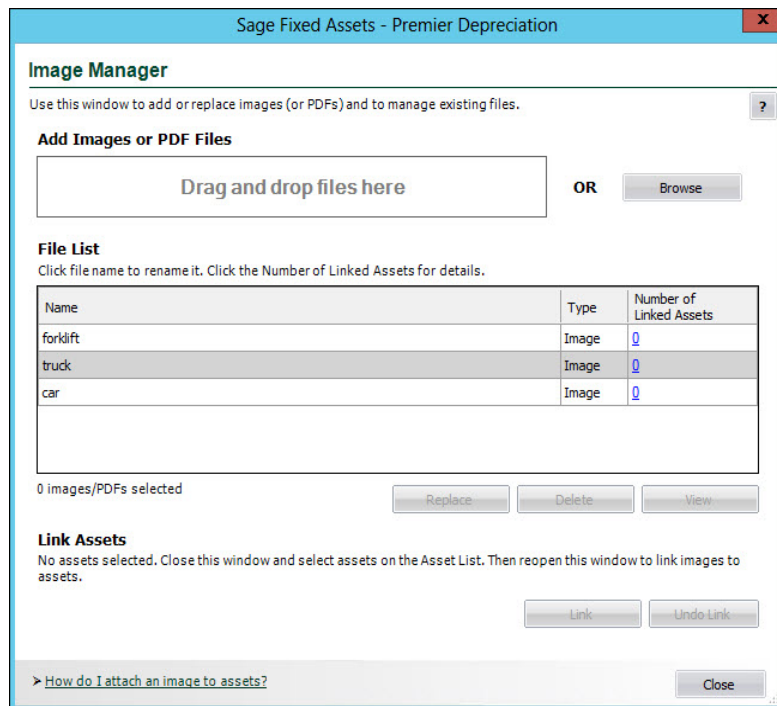 Sage Fixed Assets - Premier Depreciation
x
Image Manager
Use this window to add or replace images (or PDFs) and to manage existing files.
?
Add Images or PDF Files
Drag and drop files here
OR
Browse
File List
Click file name to rename it. Click the Number of Linked Assets for details.
Name Type Number of
Linked Assets
forklift Image 0
truck Image 0
car Image 0
0 images/PDFs selected
Replace Delete View
Link Assets
No assets selected. Close this window and select assets on the Asset List. Then reopen this window to link images to
assets.
Link Undo Link
How do I attach an image to assets?
Close